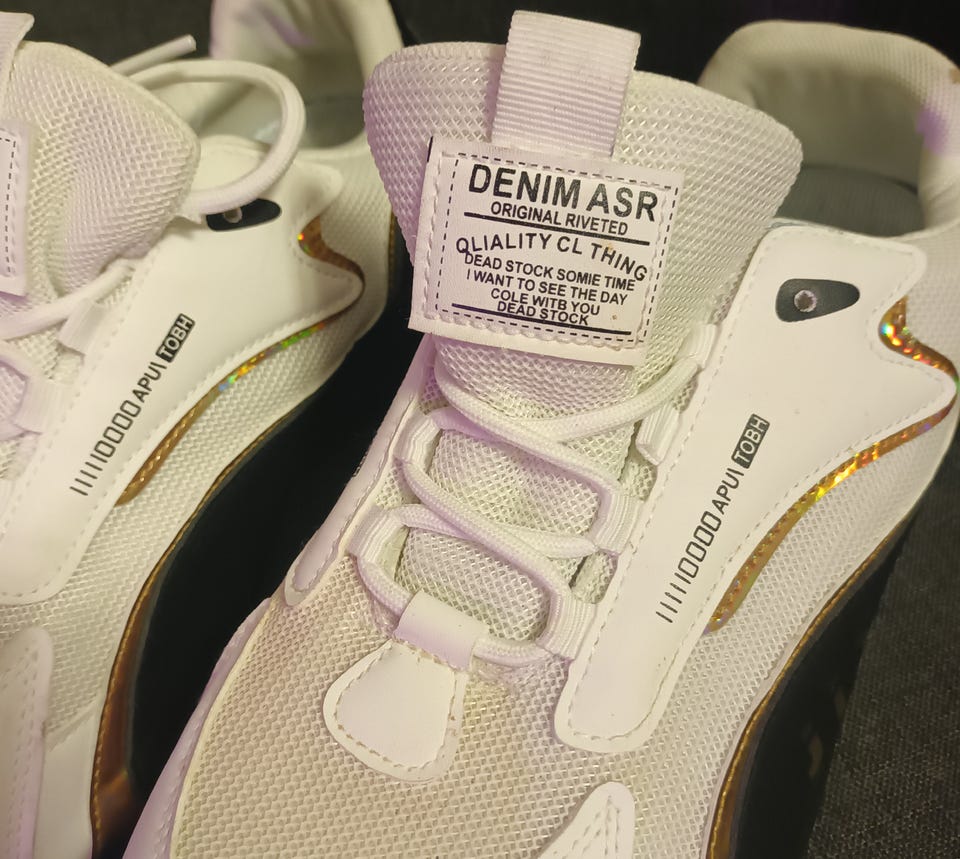 DENIM ASR
ORIGINAL RIVETED
QLIALITY CL THING
DEAD STOCK SOMIE TIME
I WANT TO SEE THE DAY
COLE WITB YOU
DEAD STOCK
IIIII0000 APUI TOBH
IIIII0000 APUI TOBH